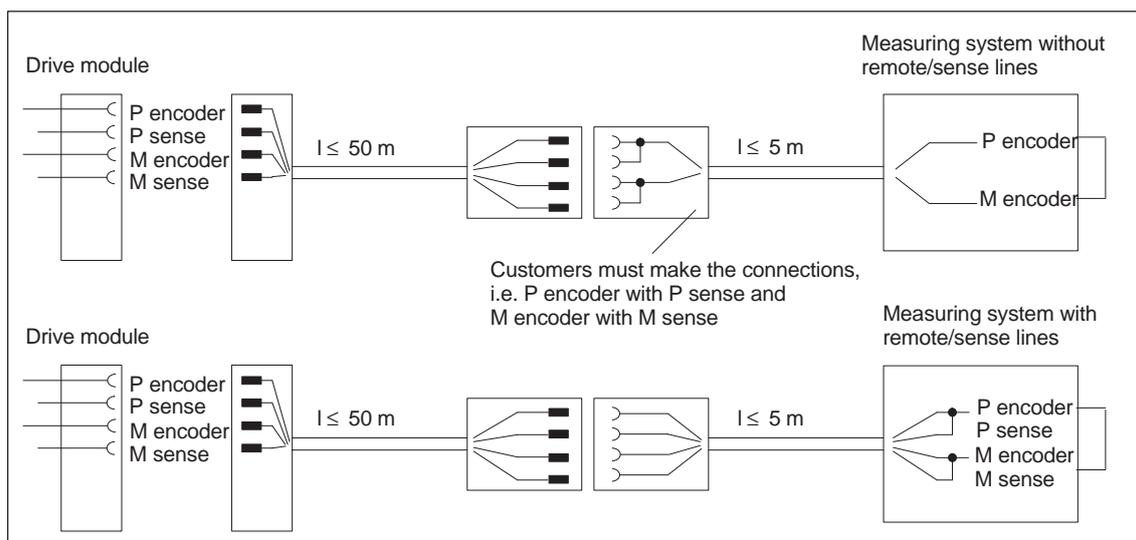 Drive module
Measuring system without
remote/sense lines
P encoder
P sense
M encoder
M sense
l ≤ 50 m
l ≤ 5 m
P encoder
M encoder
Customers must make the connections,
i.e. P encoder with P sense and
M encoder with M sense
Drive module
Measuring system with
remote/sense lines
P encoder
P sense
M encoder
M sense
l ≤ 50 m
l ≤ 5 m
P encoder
P sense
M encoder
M sense